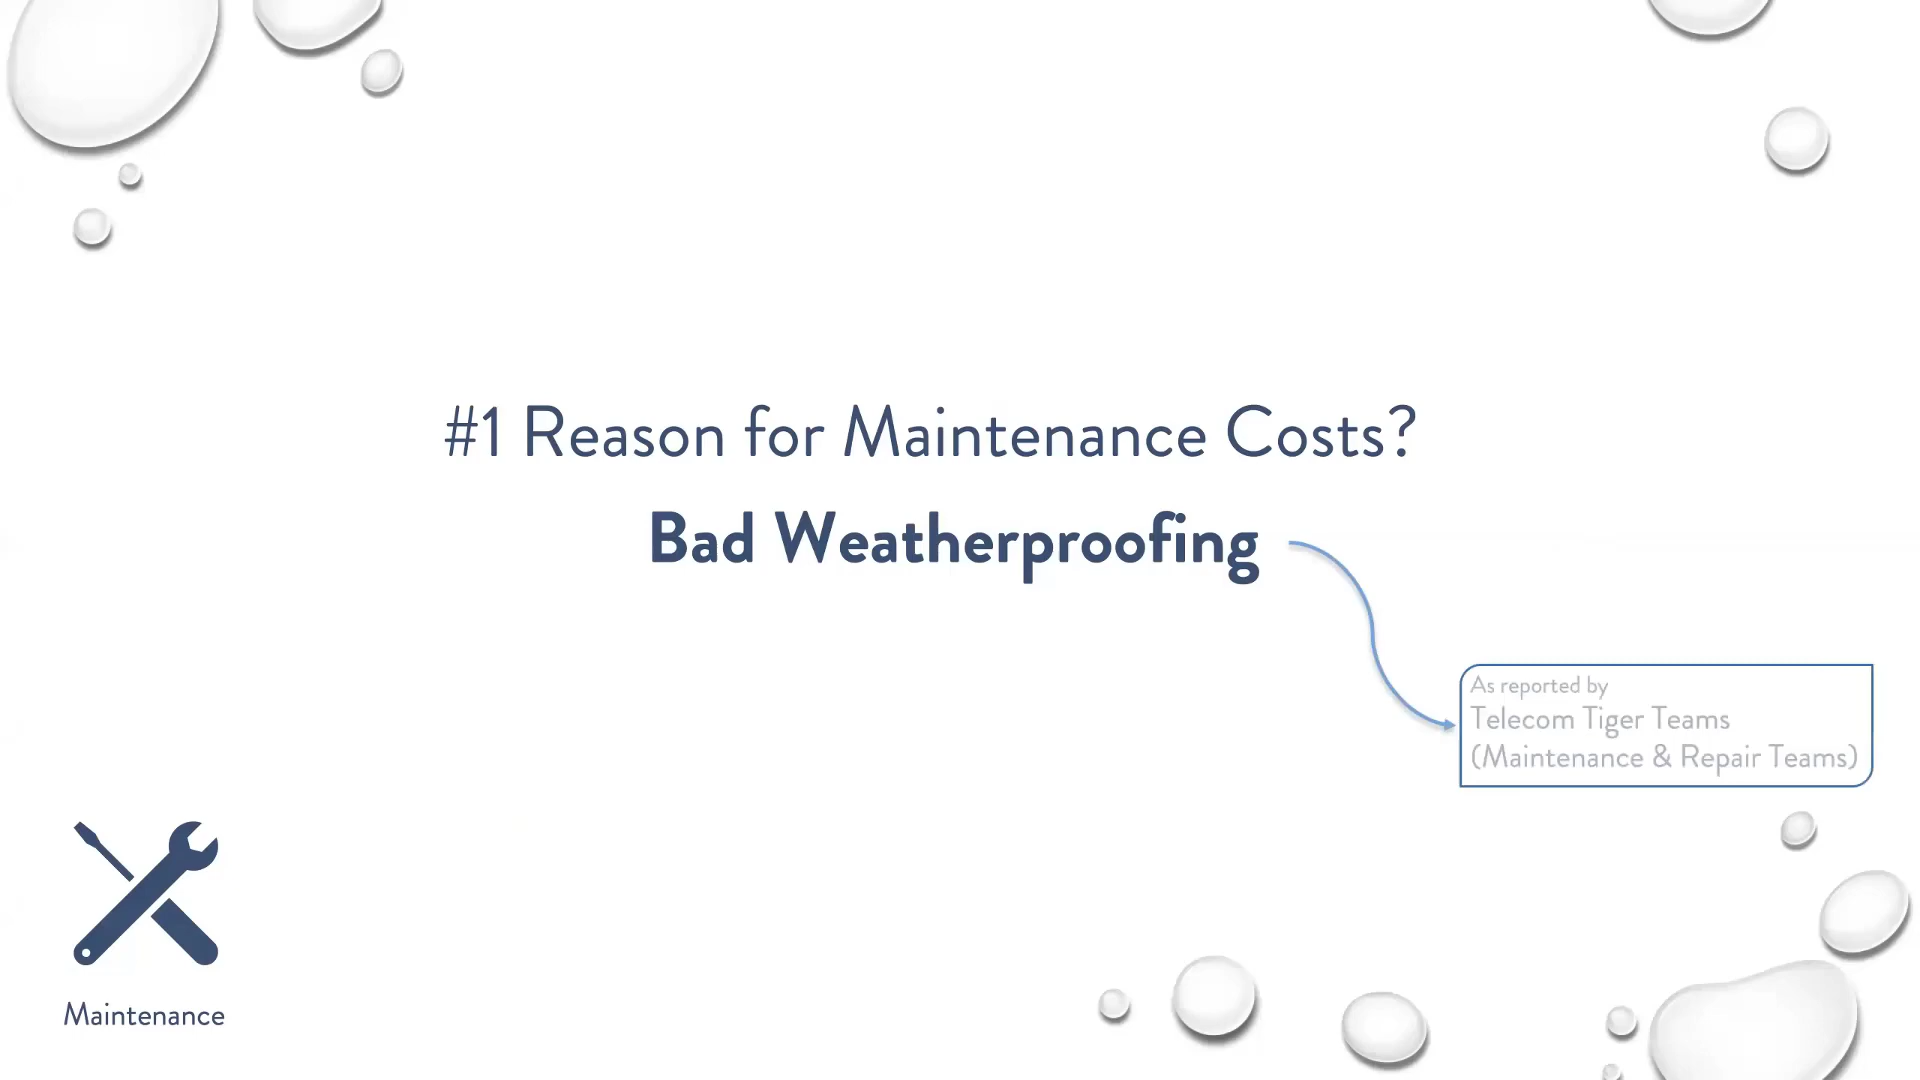 #1 Reason for Maintenance Costs?
Bad Weatherproofing
As reported by
Telecom Tiger Teams
(Maintenance & Repair Teams)
Maintenance